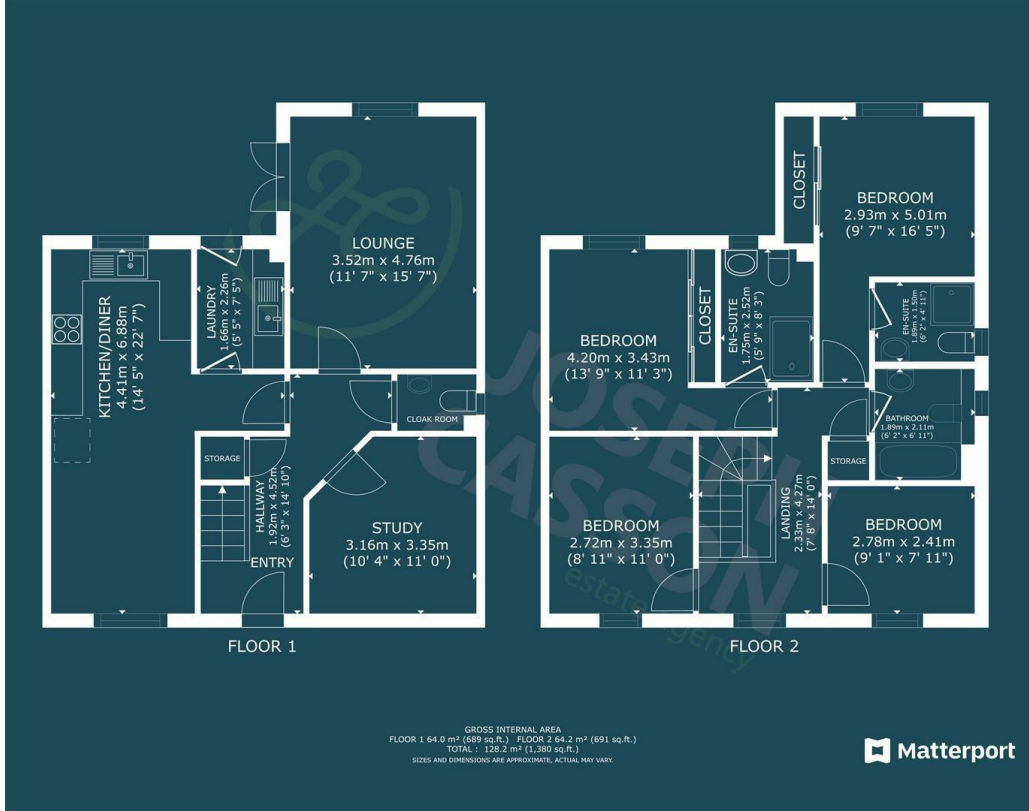 LOUNGE
3.52m x 4.76m
(11' 7" x 15' 7")
LAUNDRY
1.66m x 2.26m
(5' 5" x 7' 5")
KITCHEN/DINER
4.41m x 6.88m
(14' 5" x 22' 7")
CLOAK ROOM
STORAGE
HALLWAY
1.92m x 4.52m
(6' 3" x 14' 10")
STUDY
3.16m x 3.35m
(10' 4" x 11' 0")
ENTRY
FLOOR 1
CLOSET
BEDROOM
2.93m x 5.01m
(9' 7" x 16' 5")
CLOSET
EN-SUITE
1.75m x 2.52m
(5' 9" x 8' 3")
EN-SUITE
1.89m x 1.50m
(6' 2" x 4' 11")
BEDROOM
4.20m x 3.43m
(13' 9" x 11' 3")
BATHROOM
1.89m x 2.11m
(6' 2" x 6' 11")
STORAGE
LANDING
2.33m x 4.27m
(7' 8" x 14' 0")
BEDROOM
2.72m x 3.35m
(8' 11" x 11' 0")
BEDROOM
2.78m x 2.41m
(9' 1" x 7' 11")
FLOOR 2
JOSEPH
CASSON
estate agency
GROSS INTERNAL AREA
FLOOR 1 64.0 m² (689 sq.ft.) FLOOR 2 64.2 m² (691 sq.ft.)
TOTAL : 128.2 m² (1,380 sq.ft.)
SIZES AND DIMENSIONS ARE APPROXIMATE, ACTUAL MAY VARY.
Matterport